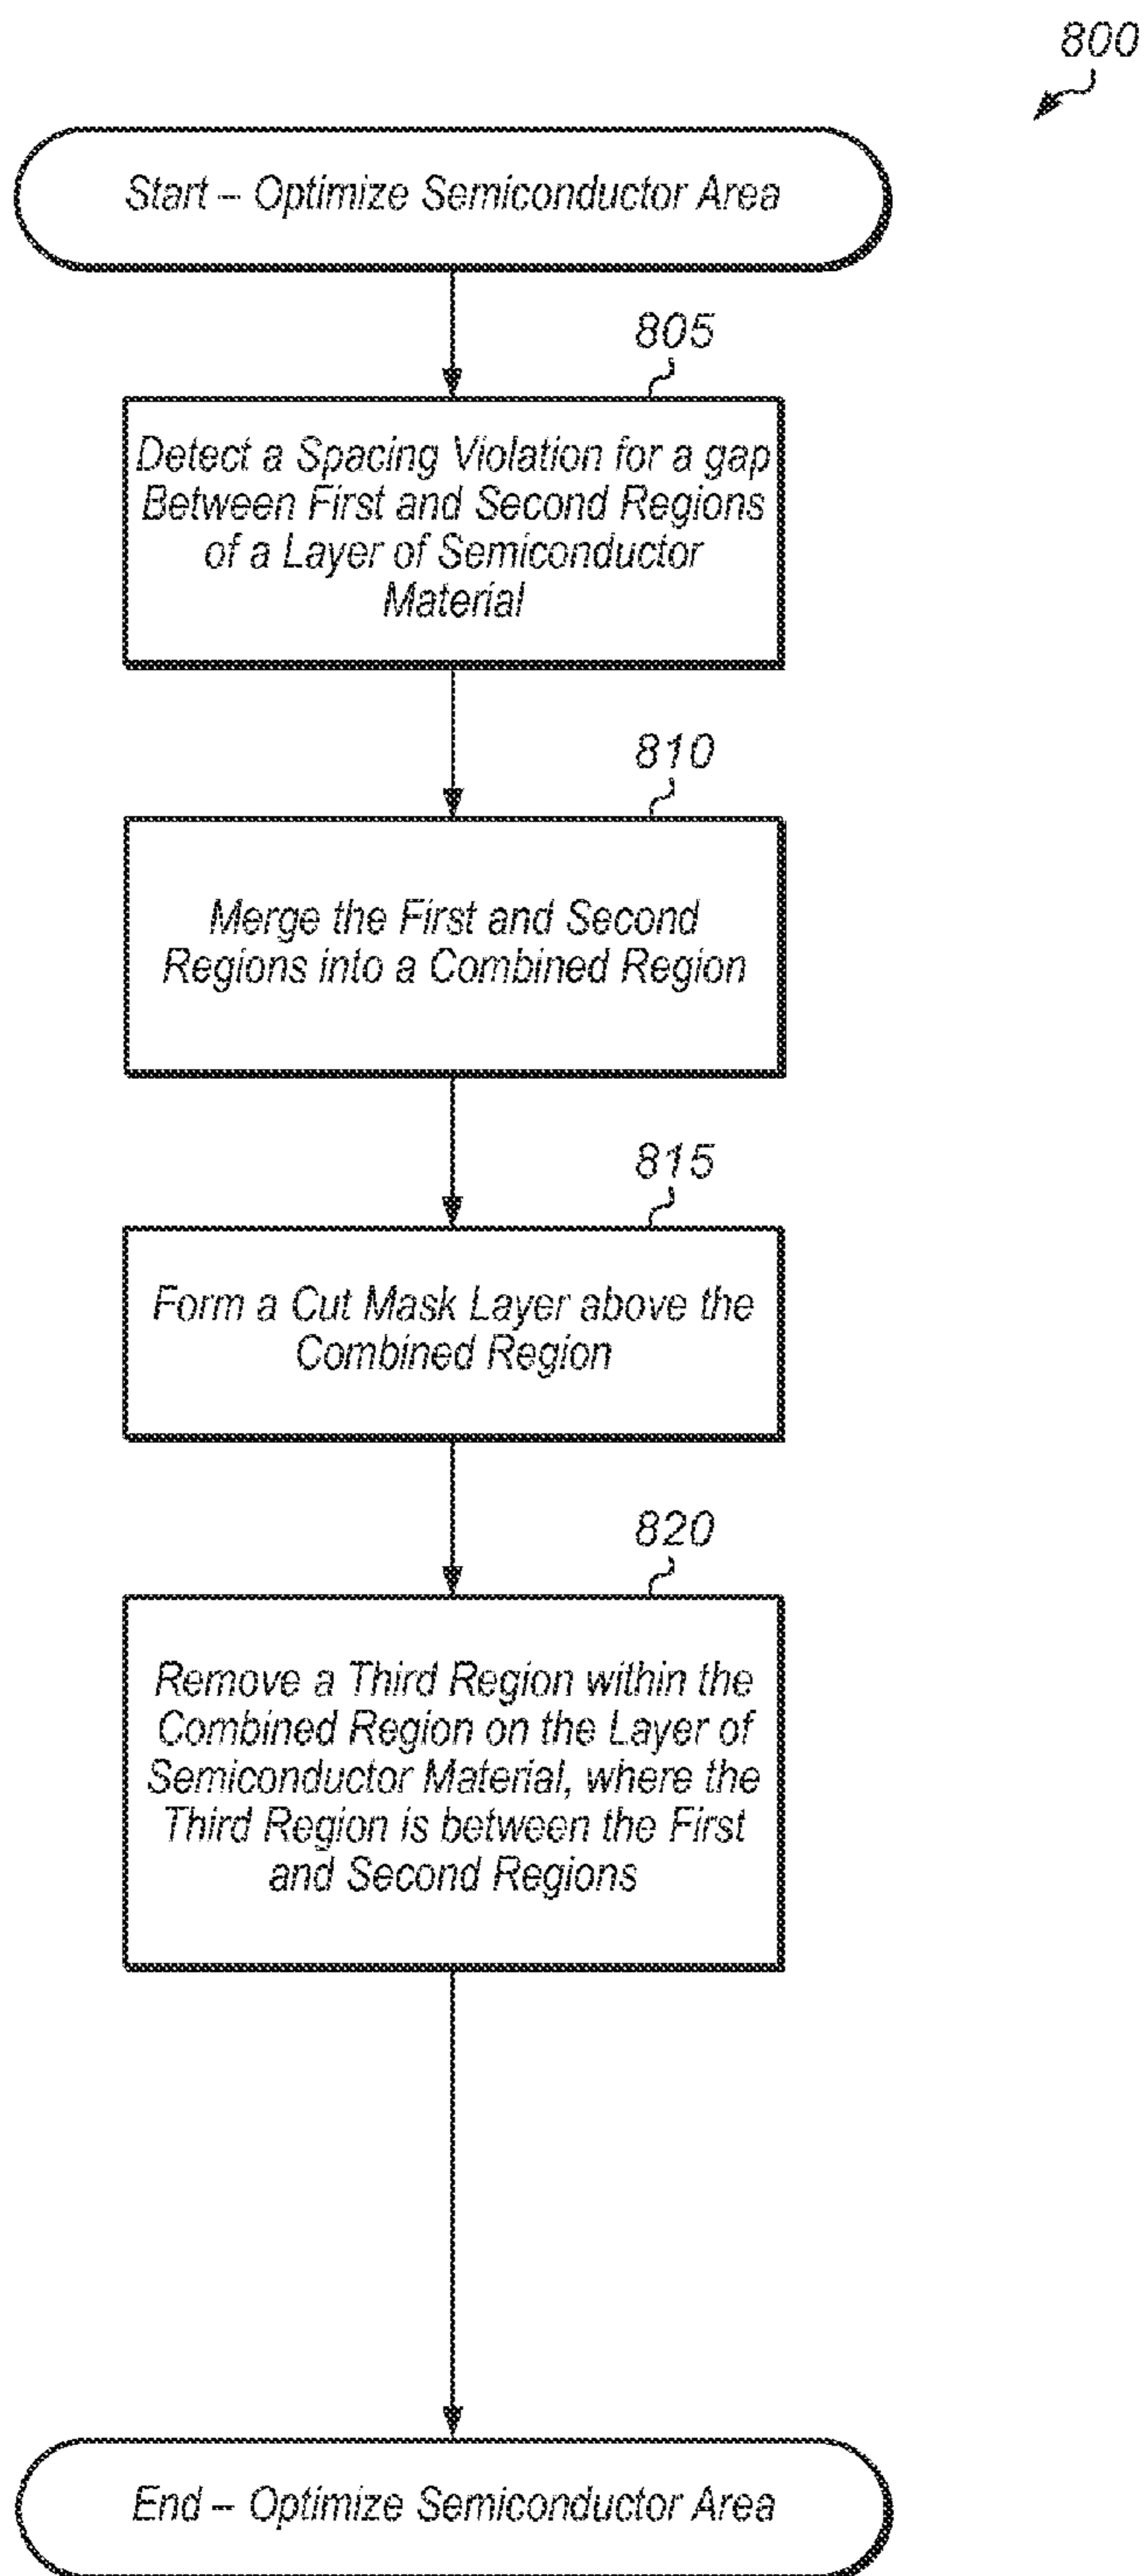 800
Start – Optimize Semiconductor Area
805
Detect a Spacing Violation for a gap
Between First and Second Regions
of a Layer of Semiconductor
Material
810
Merge the First and Second
Regions into a Combined Region
815
Form a Cut Mask Layer above the
Combined Region
820
Remove a Third Region within the
Combined Region on the Layer of
Semiconductor Material, where the
Third Region is between the First
and Second Regions
End – Optimize Semiconductor Area